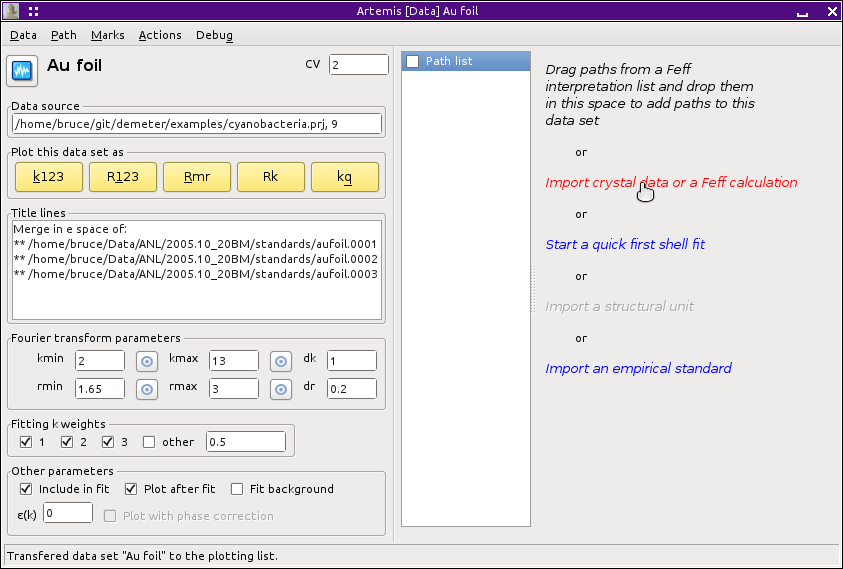 Artemis [Data] Au foil
Data Path Marks Actions Debug
Au foil
CV 2
Data source
/home/bruce/git/demeter/examples/cyanobacteria.prj, 9
Plot this data set as
k123 R123 Rmr Rk kq
Title lines
Merge in e space of:
** /home/bruce/Data/ANL/2005.10_20BM/standards/aufoil.0001
** /home/bruce/Data/ANL/2005.10_20BM/standards/aufoil.0002
** /home/bruce/Data/ANL/2005.10_20BM/standards/aufoil.0003
Fourier transform parameters
kmin 2 kmax 13 dk 1
rmin 1.65 rmax 3 dr 0.2
Fitting k weights
1 2 3 other 0.5
Other parameters
Include in fit Plot after fit Fit background
ε(k) 0 Plot with phase correction
Path list
Drag paths from a Feff
interpretation list and drop them
in this space to add paths to this
data set
or
Import crystal data or a Feff calculation
or
Start a quick first shell fit
or
Import a structural unit
or
Import an empirical standard
Transfered data set "Au foil" to the plotting list.